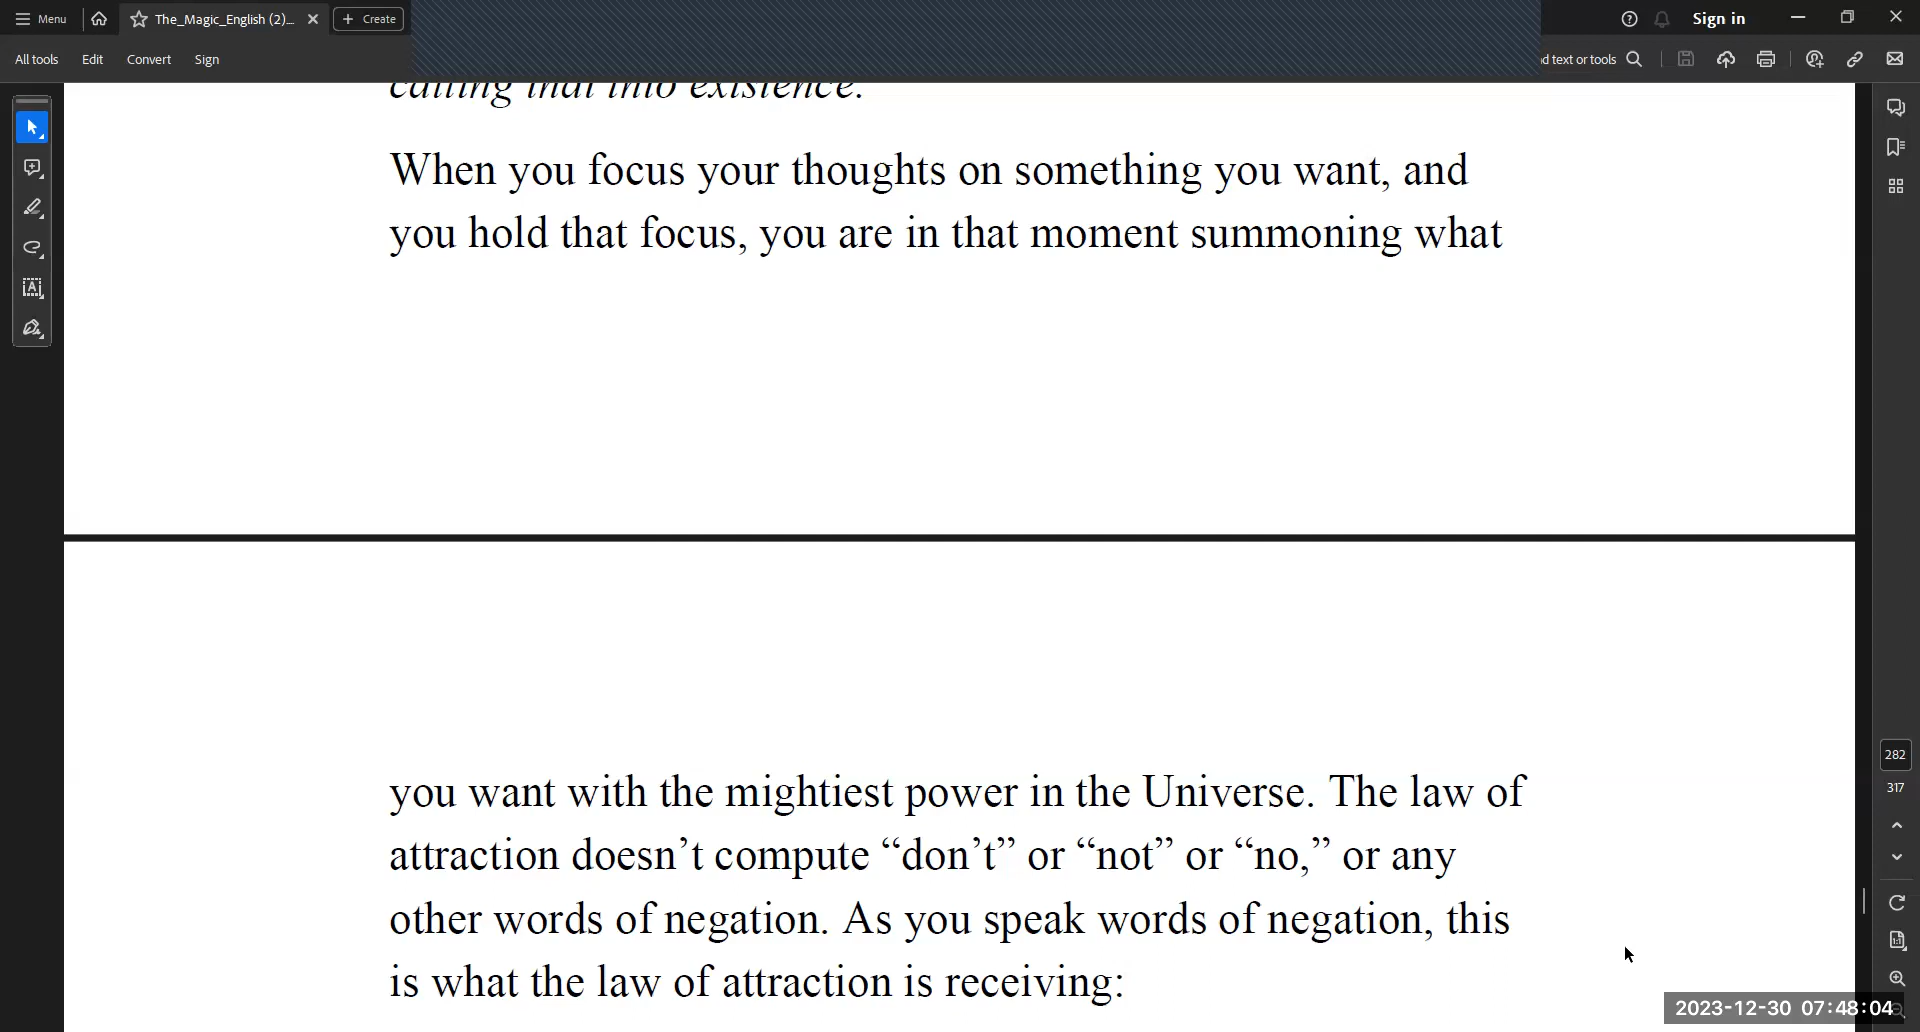 Menu
The_Magic_English (2)...
Create
Sign in
All tools
Edit
Convert
Sign
d text or tools
calling that into existence.
When you focus your thoughts on something you want, and
you hold that focus, you are in that moment summoning what
you want with the mightiest power in the Universe. The law of
attraction doesn’t compute “don’t” or “not” or “no,” or any
other words of negation. As you speak words of negation, this
is what the law of attraction is receiving:
282
317
2023-12-30 07:48:04